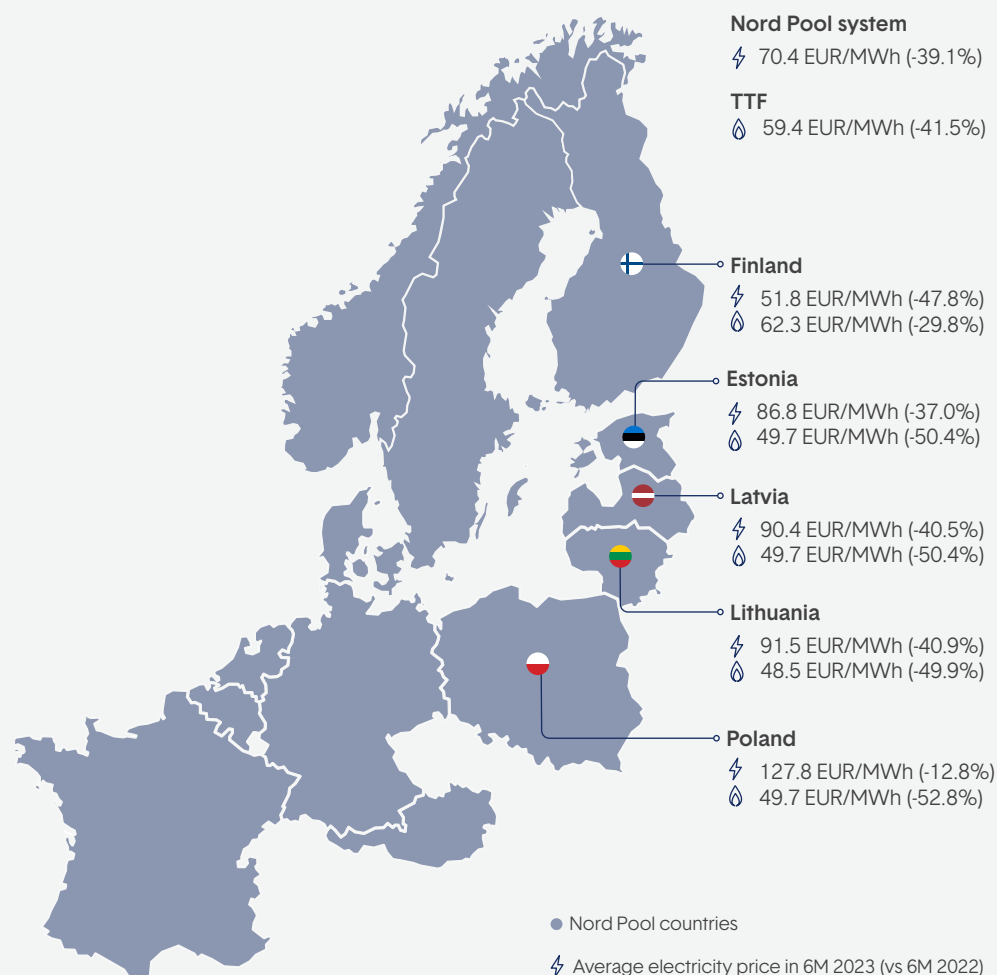 Nord Pool system
70.4 EUR/MWh (-39.1%)
TTF
59.4 EUR/MWh (-41.5%)
Finland
51.8 EUR/MWh (-47.8%)
62.3 EUR/MWh (-29.8%)
Estonia
86.8 EUR/MWh (-37.0%)
49.7 EUR/MWh (-50.4%)
Latvia
90.4 EUR/MWh (-40.5%)
49.7 EUR/MWh (-50.4%)
Lithuania
91.5 EUR/MWh (-40.9%)
48.5 EUR/MWh (-49.9%)
Poland
127.8 EUR/MWh (-12.8%)
49.7 EUR/MWh (-52.8%)
Nord Pool countries
Average electricity price in 6M 2023 (vs 6M 2022)